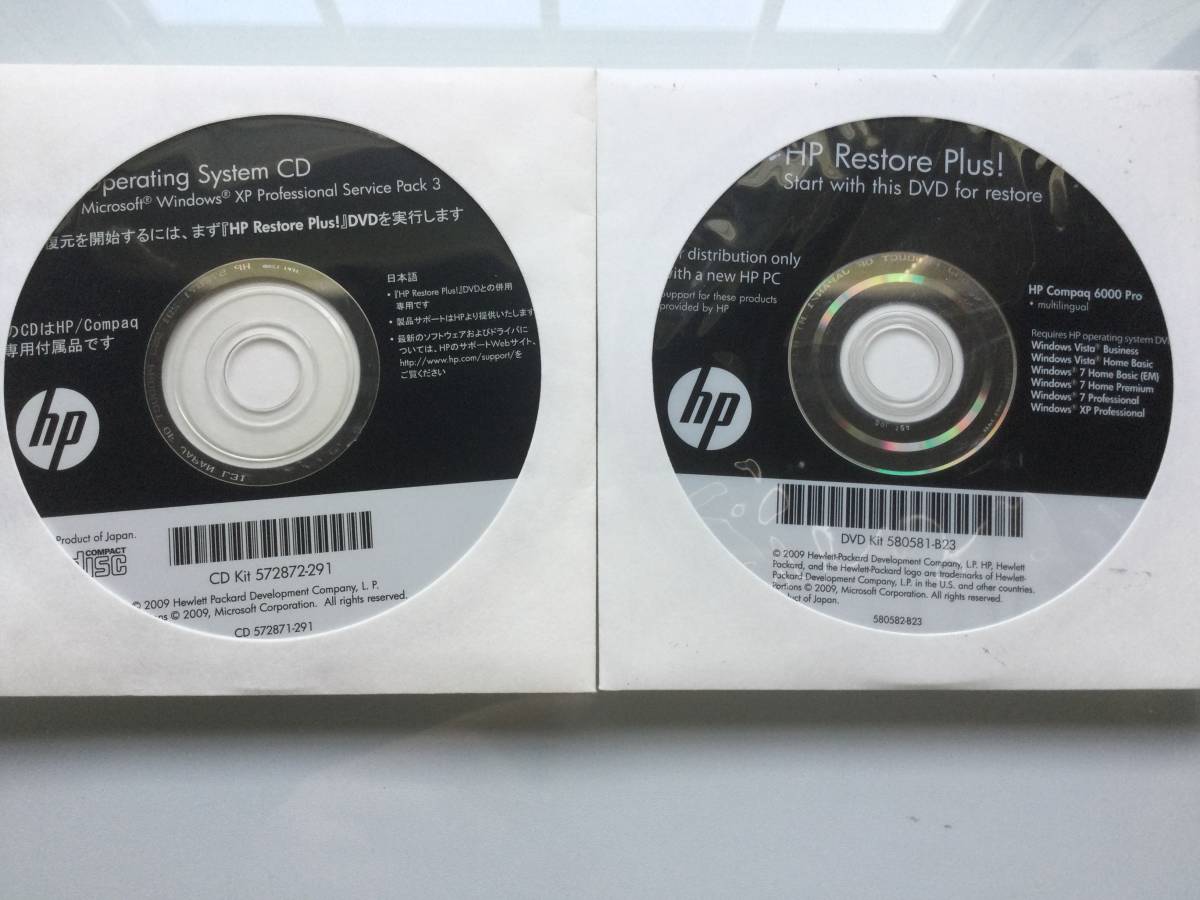 Operating System CD
Microsoft® Windows® XP Professional Service Pack 3
復元を開始するには、まず『HP Restore Plus!』DVDを実行します
日本語
• 『HP Restore Plus!』DVDとの併用
専用です
• 製品サポートはHPより提供いたします
• 最新のソフトウェアおよびドライバに
ついては、HPのサポートWebサイト、
http://www.hp.com/support/を
ご覧ください
のCDはHP/Compaq
専用付属品です
hp
Product of Japan.
COMPACT
disc
CD Kit 572872-291
© 2009 Hewlett Packard Development Company, L. P.
© 2009, Microsoft Corporation. All rights reserved.
CD 572871-291
HP Restore Plus!
Start with this DVD for restore
distribution only
with a new HP PC
Support for these products
provided by HP
HP Compaq 6000 Pro
• multilingual
Requires HP operating system DV
Windows Vista® Business
Windows Vista® Home Basic
Windows® 7 Home Basic (EM)
Windows® 7 Home Premium
Windows® 7 Professional
Windows® XP Professional
hp
DVD Kit 580581-B23
© 2009 Hewlett-Packard Development Company, L.P. HP, Hewlett
Packard, and the Hewlett-Packard logo are trademarks of Hewlett-
Packard Development Company, L.P. in the U.S. and other countries.
Portions © 2009, Microsoft Corporation. All rights reserved.
Product of Japan.
580582-B23